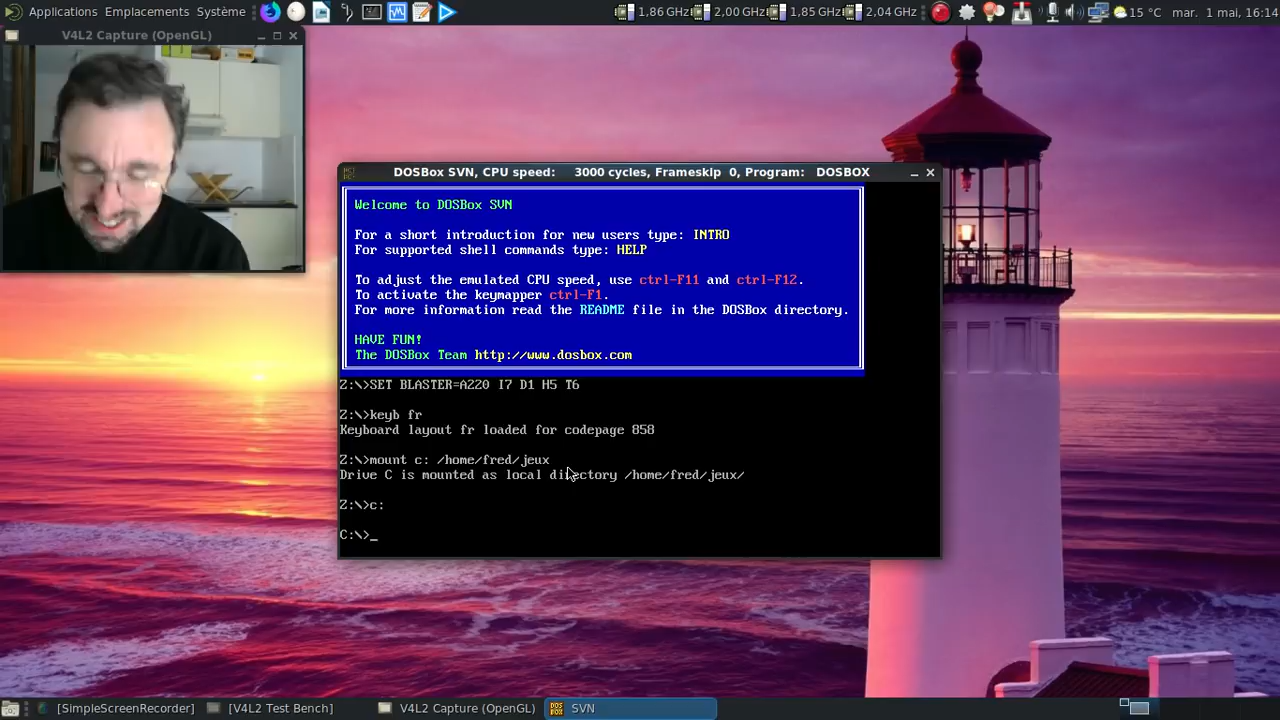 Applications Emplacements Système 1,86 GHz 2,00 GHz 1,85 GHz 2,04 GHz 15 °C mar. 1 mai, 16:14
V4L2 Capture (OpenGL)
DOSBox SVN, CPU speed: 3000 cycles, Frameskip 0, Program: DOSBOX
Welcome to DOSBox SVN
For a short introduction for new users type: INTRO
For supported shell commands type: HELP
To adjust the emulated CPU speed, use ctrl-F11 and ctrl-F12.
To activate the keymapper ctrl-F1.
For more information read the README file in the DOSBox directory.
HAVE FUN!
The DOSBox Team http://www.dosbox.com
Z:\>SET BLASTER=A220 I7 D1 H5 T6
Z:\>keyb fr
Keyboard layout fr loaded for codepage 858
Z:\>mount c: /home/fred/jeux
Drive C is mounted as local directory /home/fred/jeux/
Z:\>c:
C:\>_
[SimpleScreenRecorder] [V4L2 Test Bench] V4L2 Capture (OpenGL) SVN